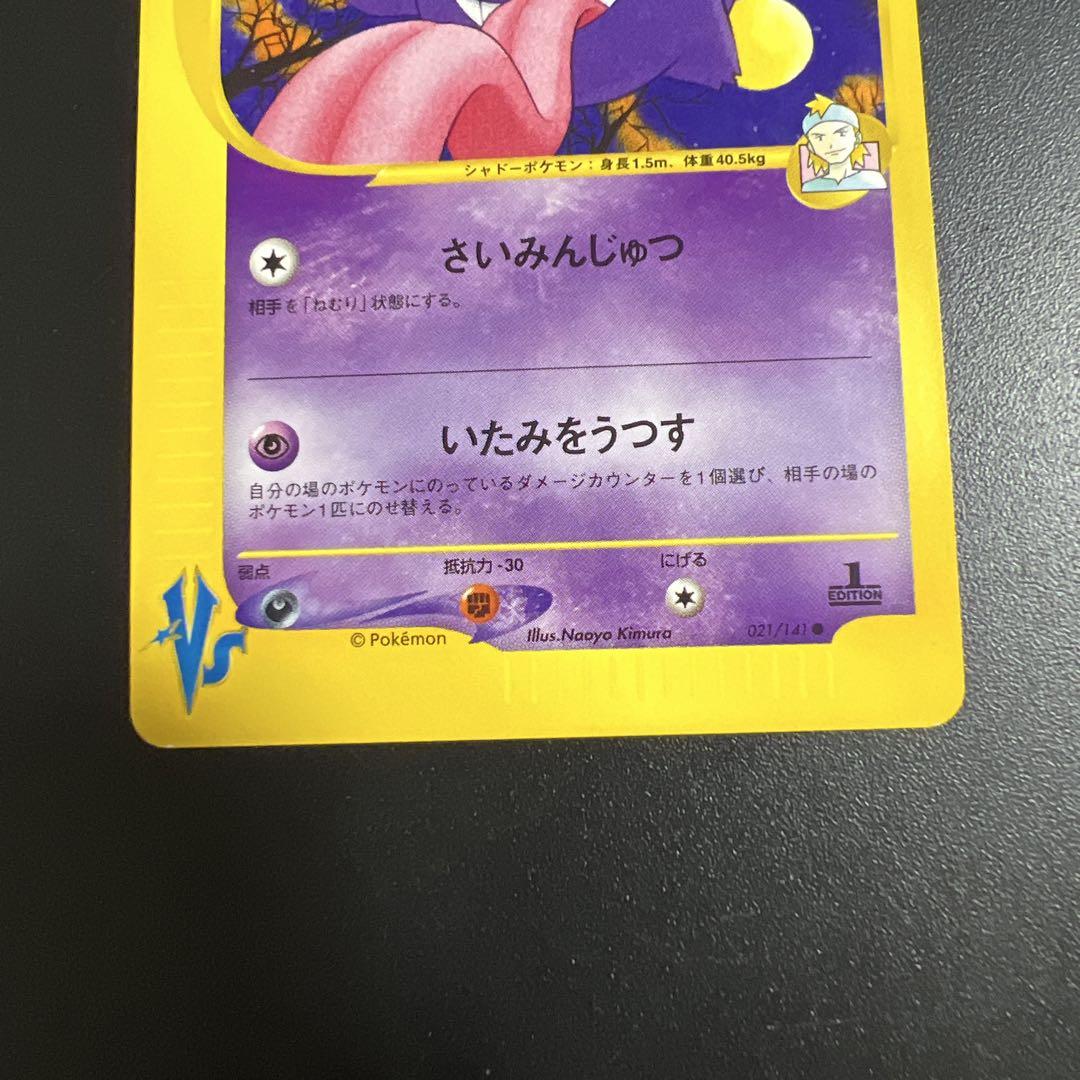 シャドーポケモン：身長1.5m、体重40.5kg
さいみんじゅつ
相手を「ねむり」状態にする。
いたみをうつす
自分の場のポケモンにのっているダメージカウンターを1個選び、相手の場の
ポケモン1匹にのせ替える。
弱点
抵抗力 -30
にげる
1
EDITION
VS
© Pokémon
Illus.Naoyo Kimura
021/141 ●